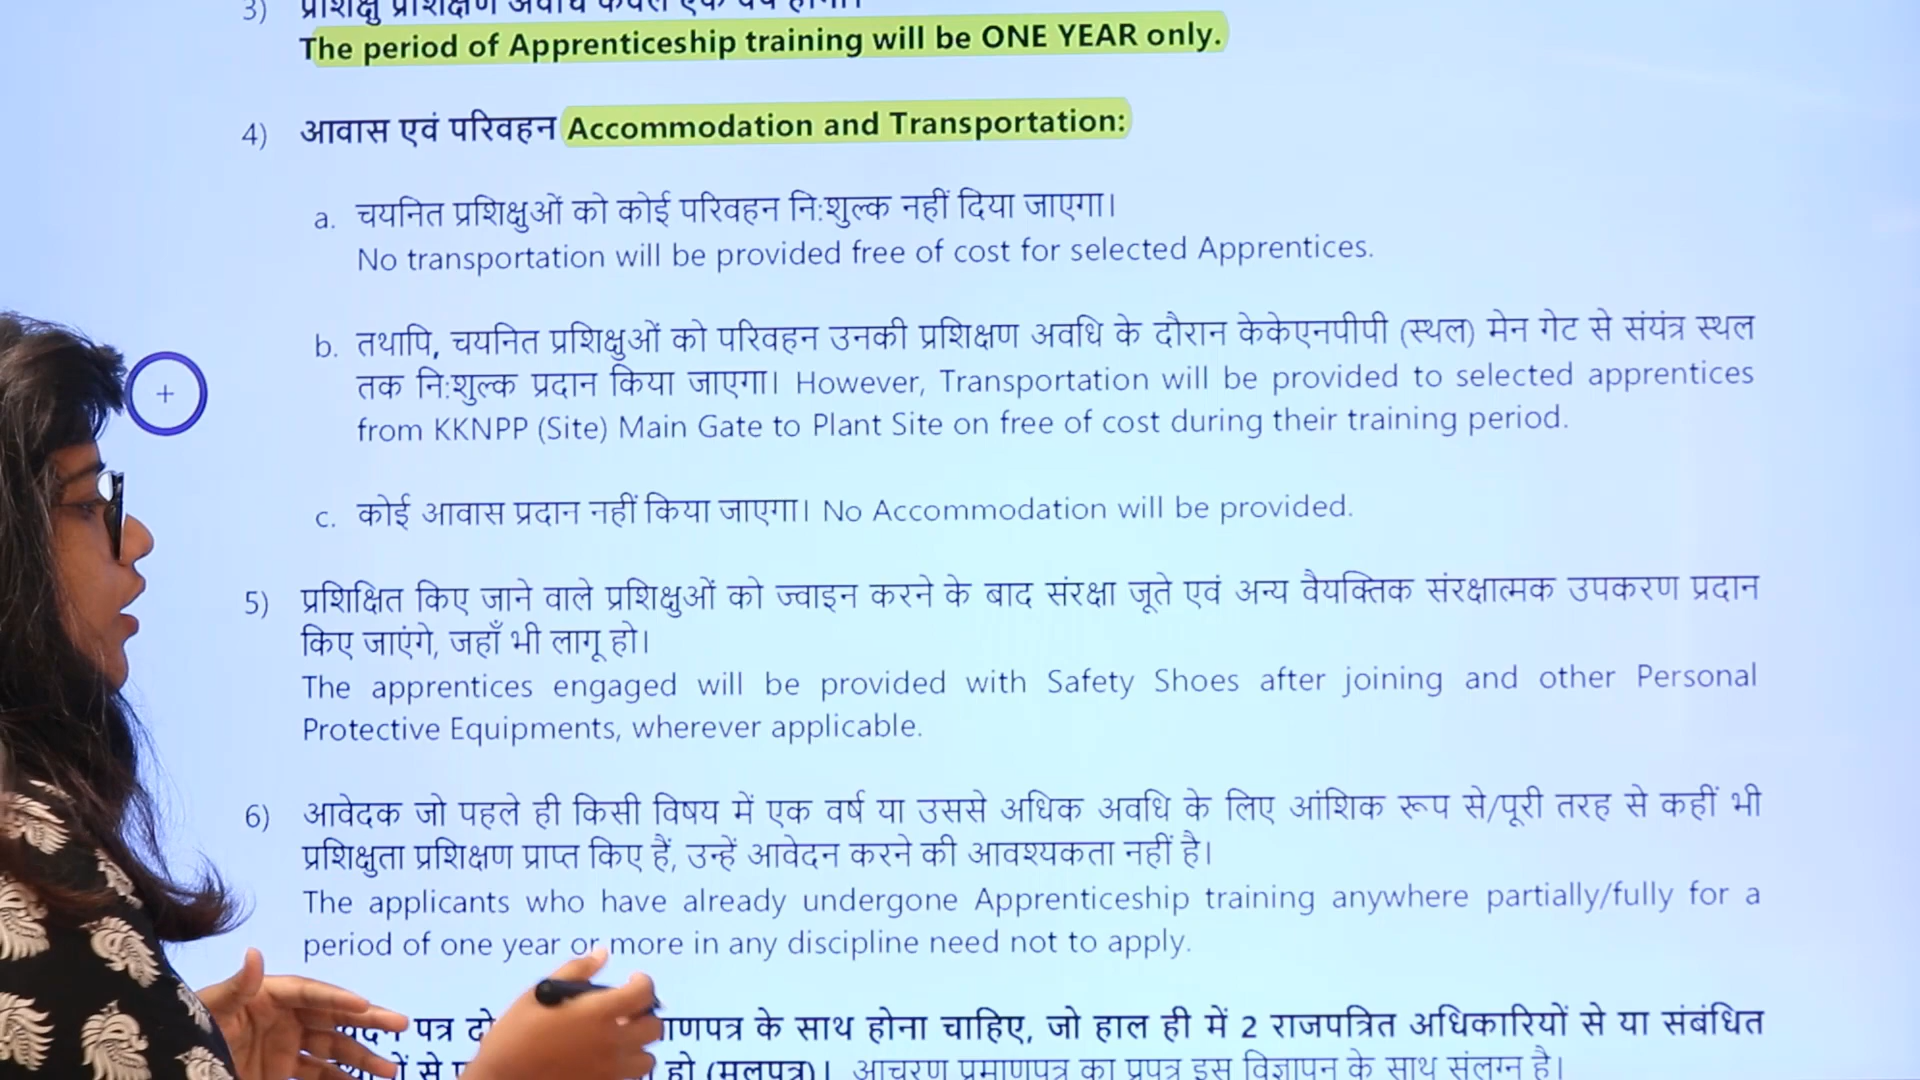 3) प्रशिक्षु प्रशिक्षण अवधि केवल एक वर्ष होगी।
The period of Apprenticeship training will be ONE YEAR only.
4) आवास एवं परिवहन Accommodation and Transportation:
a. चयनित प्रशिक्षुओं को कोई परिवहन नि:शुल्क नहीं दिया जाएगा।
No transportation will be provided free of cost for selected Apprentices.
b. तथापि, चयनित प्रशिक्षुओं को परिवहन उनकी प्रशिक्षण अवधि के दौरान केकेएनपीपी (स्थल) मेन गेट से संयंत्र स्थल
तक नि:शुल्क प्रदान किया जाएगा। However, Transportation will be provided to selected apprentices
from KKNPP (Site) Main Gate to Plant Site on free of cost during their training period.
c. कोई आवास प्रदान नहीं किया जाएगा। No Accommodation will be provided.
5) प्रशिक्षित किए जाने वाले प्रशिक्षुओं को ज्वाइन करने के बाद संरक्षा जूते एवं अन्य वैयक्तिक संरक्षात्मक उपकरण प्रदान
किए जाएंगे, जहाँ भी लागू हो।
The apprentices engaged will be provided with Safety Shoes after joining and other Personal
Protective Equipments, wherever applicable.
6) आवेदक जो पहले ही किसी विषय में एक वर्ष या उससे अधिक अवधि के लिए आंशिक रूप से/पूरी तरह से कहीं भी
प्रशिक्षुता प्रशिक्षण प्राप्त किए हैं, उन्हें आवेदन करने की आवश्यकता नहीं है।
The applicants who have already undergone Apprenticeship training anywhere partially/fully for a
period of one year or more in any discipline need not to apply.
पत्र के साथ होना चाहिए, जो हाल ही में 2 राजपत्रित अधिकारियों से या संबंधित
से हो (मूलपत्र)। आचरण प्रमाणपत्र का प्रपत्र इस विज्ञापन के साथ संलग्न है।